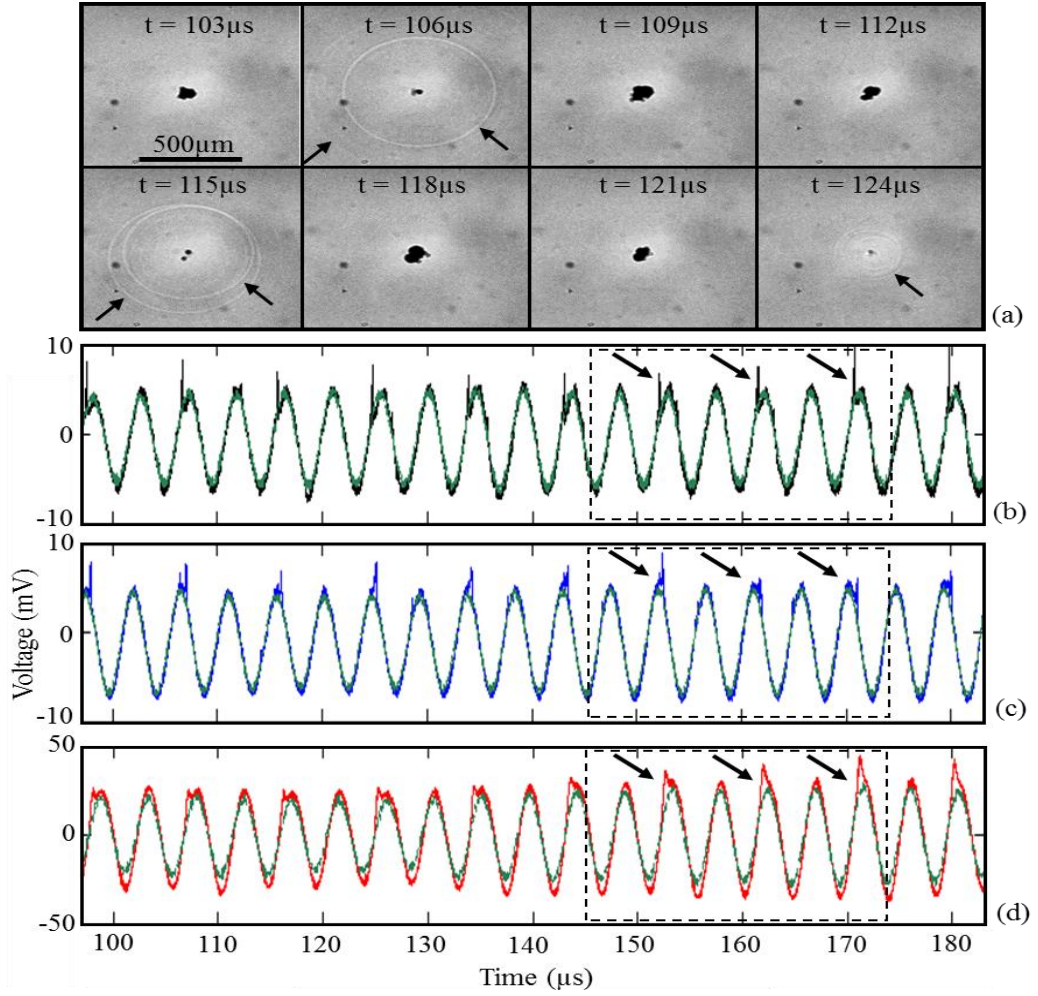 t = 103µs
t = 106µs
t = 109µs
t = 112µs
500µm
t = 115µs
t = 118µs
t = 121µs
t = 124µs
(a)
10
0
-10
(b)
10
0
-10
(c)
Voltage (mV)
50
0
-50
(d)
100 110 120 130 140 150 160 170 180
Time (µs)